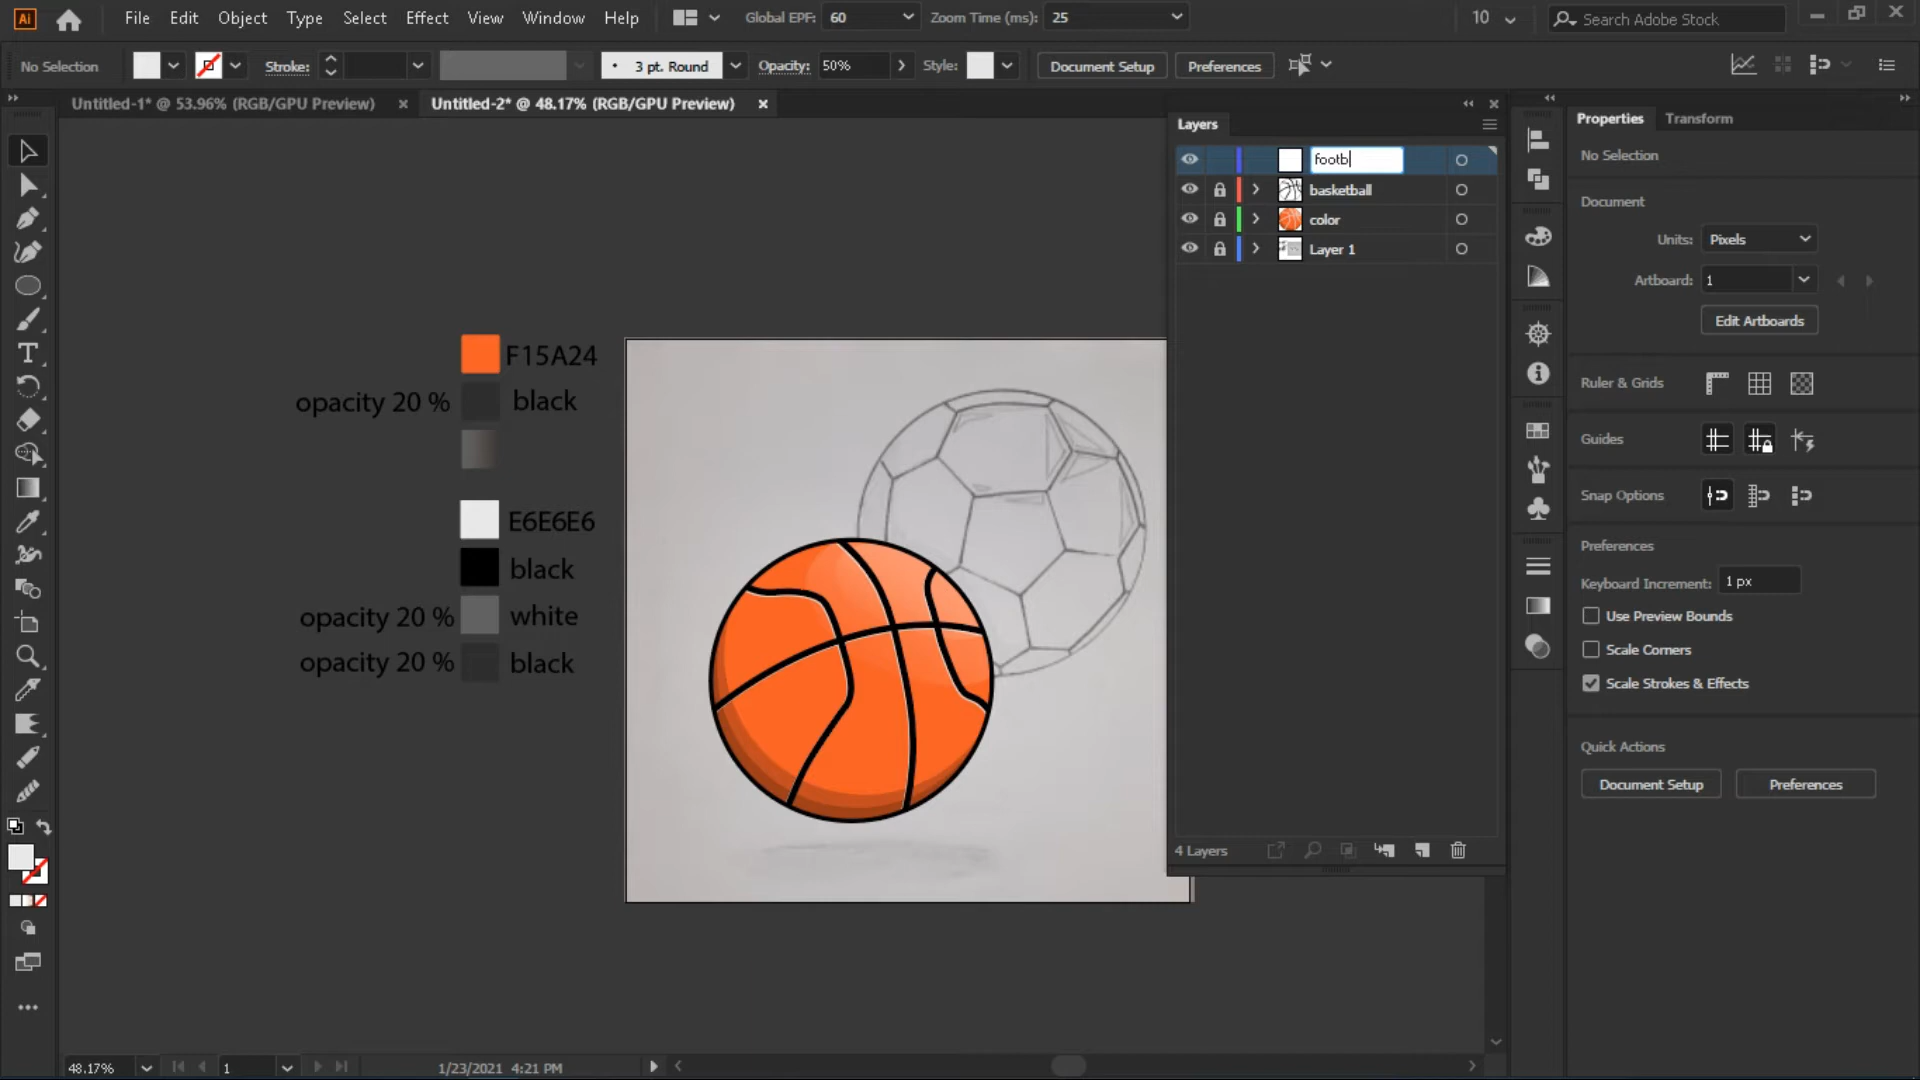 Ai File Edit Object Type Select Effect View Window Help Global EPF: 60 Zoom Time (ms): 25 10 Search Adobe Stock
No Selection Stroke: 3 pt. Round Opacity: 50% Style: Document Setup Preferences
Untitled-1* @ 53.96% (RGB/GPU Preview) Untitled-2* @ 48.17% (RGB/GPU Preview)
Layers
footb
basketball
color
Layer 1
4 Layers
F15A24
opacity 20 % black
E6E6E6
black
opacity 20 % white
opacity 20 % black
Properties Transform
No Selection
Document
Units: Pixels
Artboard: 1
Edit Artboards
Ruler & Grids
Guides
Snap Options
Preferences
Keyboard Increment: 1 px
Use Preview Bounds
Scale Corners
Scale Strokes & Effects
Quick Actions
Document Setup Preferences
48.17% 1 1/23/2021 4:21 PM